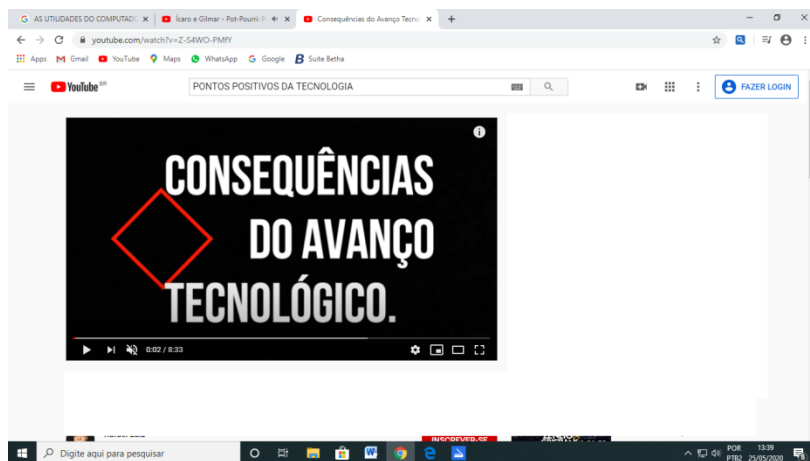 AS UTILIDADES DO COMPUTADO
Ícaro e Gilmar - Pot-Pourri: P
Consequências do Avanço Tecno
youtube.com/watch?v=Z-S4WO-PMfY
Apps Gmail YouTube Maps WhatsApp Google Suite Betha
YouTube BR
PONTOS POSITIVOS DA TECNOLOGIA
FAZER LOGIN
CONSEQUÊNCIAS
DO AVANÇO
TECNOLÓGICO.
0:02 / 8:33
INSCREVER-SE
Digite aqui para pesquisar
POR 13:39
PTB2 25/05/2020